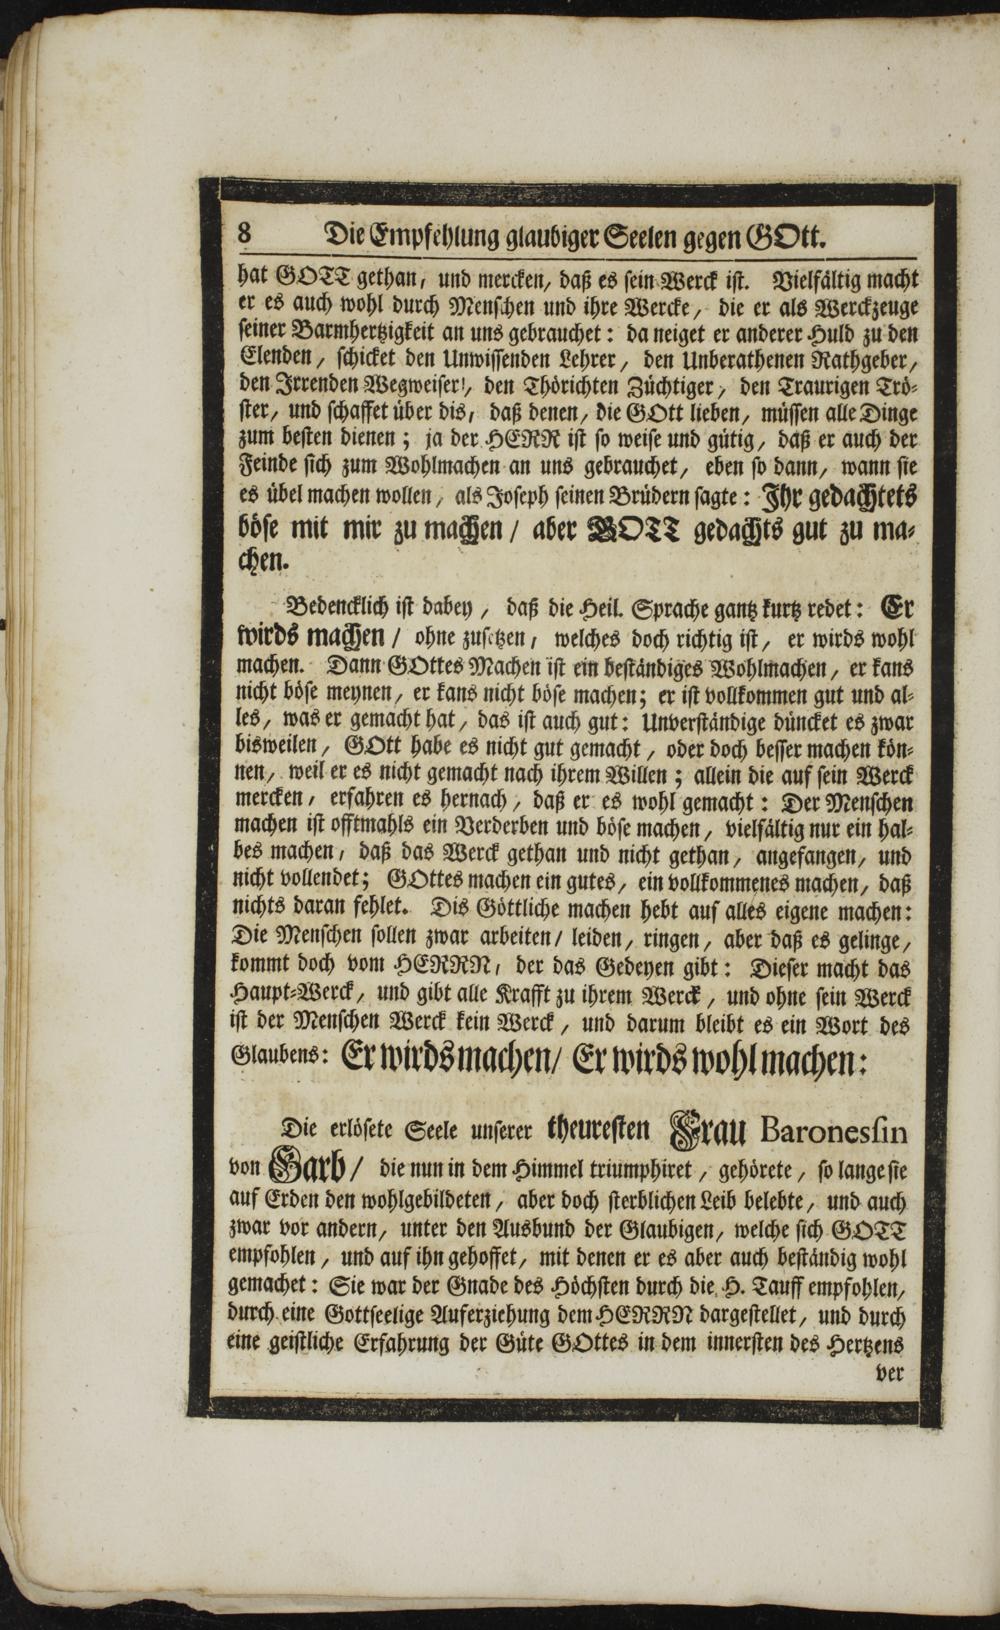 8 Die Empfehlung glaubiger Seelen gegen GOtt.
hat GOTT gethan, und mercken, daß es sein Werck ist. Vielfältig macht
er es auch wohl durch Menschen und ihre Wercke, die er als Werckzeuge
seiner Barmhertzigkeit an uns gebrauchet: da neiget er anderer Huld zu den
Elenden, schicket den Unwissenden Lehrer, den Unberathenen Rathgeber,
den Irrenden Wegweiser!, den Thörichten Züchtiger, den Traurigen Trö-
ster, und schaffet über dis, daß denen, die GOtt lieben, müssen alle Dinge
zum besten dienen; ja der HERR ist so weise und gütig, daß er auch der
Feinde sich zum Wohlmachen an uns gebrauchet, eben so dann, wann sie
es übel machen wollen, als Joseph seinen Brüdern sagte: Ihr gedachtets
böse mit mir zu machen / aber GOTT gedachts gut zu ma-
chen.
Bedencklich ist dabey, daß die Heil. Sprache gantz kurtz redet: Er
wirds machen / ohne zusetzen, welches doch richtig ist, er wirds wohl
machen. Dann GOttes Machen ist ein beständiges Wohlmachen, er kans
nicht böse meynen, er kans nicht böse machen; er ist vollkommen gut und al-
les, was er gemacht hat, das ist auch gut: Unverständige düncket es zwar
bisweilen, GOtt habe es nicht gut gemacht, oder doch besser machen kön-
nen, weil er es nicht gemacht nach ihrem Willen; allein die auf sein Werck
mercken, erfahren es hernach, daß er es wohl gemacht: Der Menschen
machen ist offtmahls ein Verderben und böse machen, vielfältig nur ein hal-
bes machen, daß das Werck gethan und nicht gethan, angefangen, und
nicht vollendet; GOttes machen ein gutes, ein vollkommenes machen, daß
nichts daran fehlet. Dis Göttliche machen hebt auf alles eigene machen:
Die Menschen sollen zwar arbeiten / leiden, ringen, aber daß es gelinge,
kommt doch vom HERRN, der das Gedeyen gibt: Dieser macht das
Haupt-Werck, und gibt alle Krafft zu ihrem Werck, und ohne sein Werck
ist der Menschen Werck kein Werck, und darum bleibt es ein Wort des
Glaubens: Er wirds machen / Er wirds wohl machen:
Die erlösete Seele unserer theuresten Frau Baronessin
von Garb / die nun in dem Himmel triumphiret, gehörete, so lange sie
auf Erden den wohlgebildeten, aber doch sterblichen Leib belebte, und auch
zwar vor andern, unter den Ausbund der Glaubigen, welche sich GOTT
empfohlen, und auf ihn gehoffet, mit denen er es aber auch beständig wohl
gemachet: Sie war der Gnade des Höchsten durch die H. Tauff empfohlen,
durch eine Gottseelige Auferziehung dem HERRN dargestellet, und durch
eine geistliche Erfahrung der Güte GOttes in dem innersten des Hertzens
ver